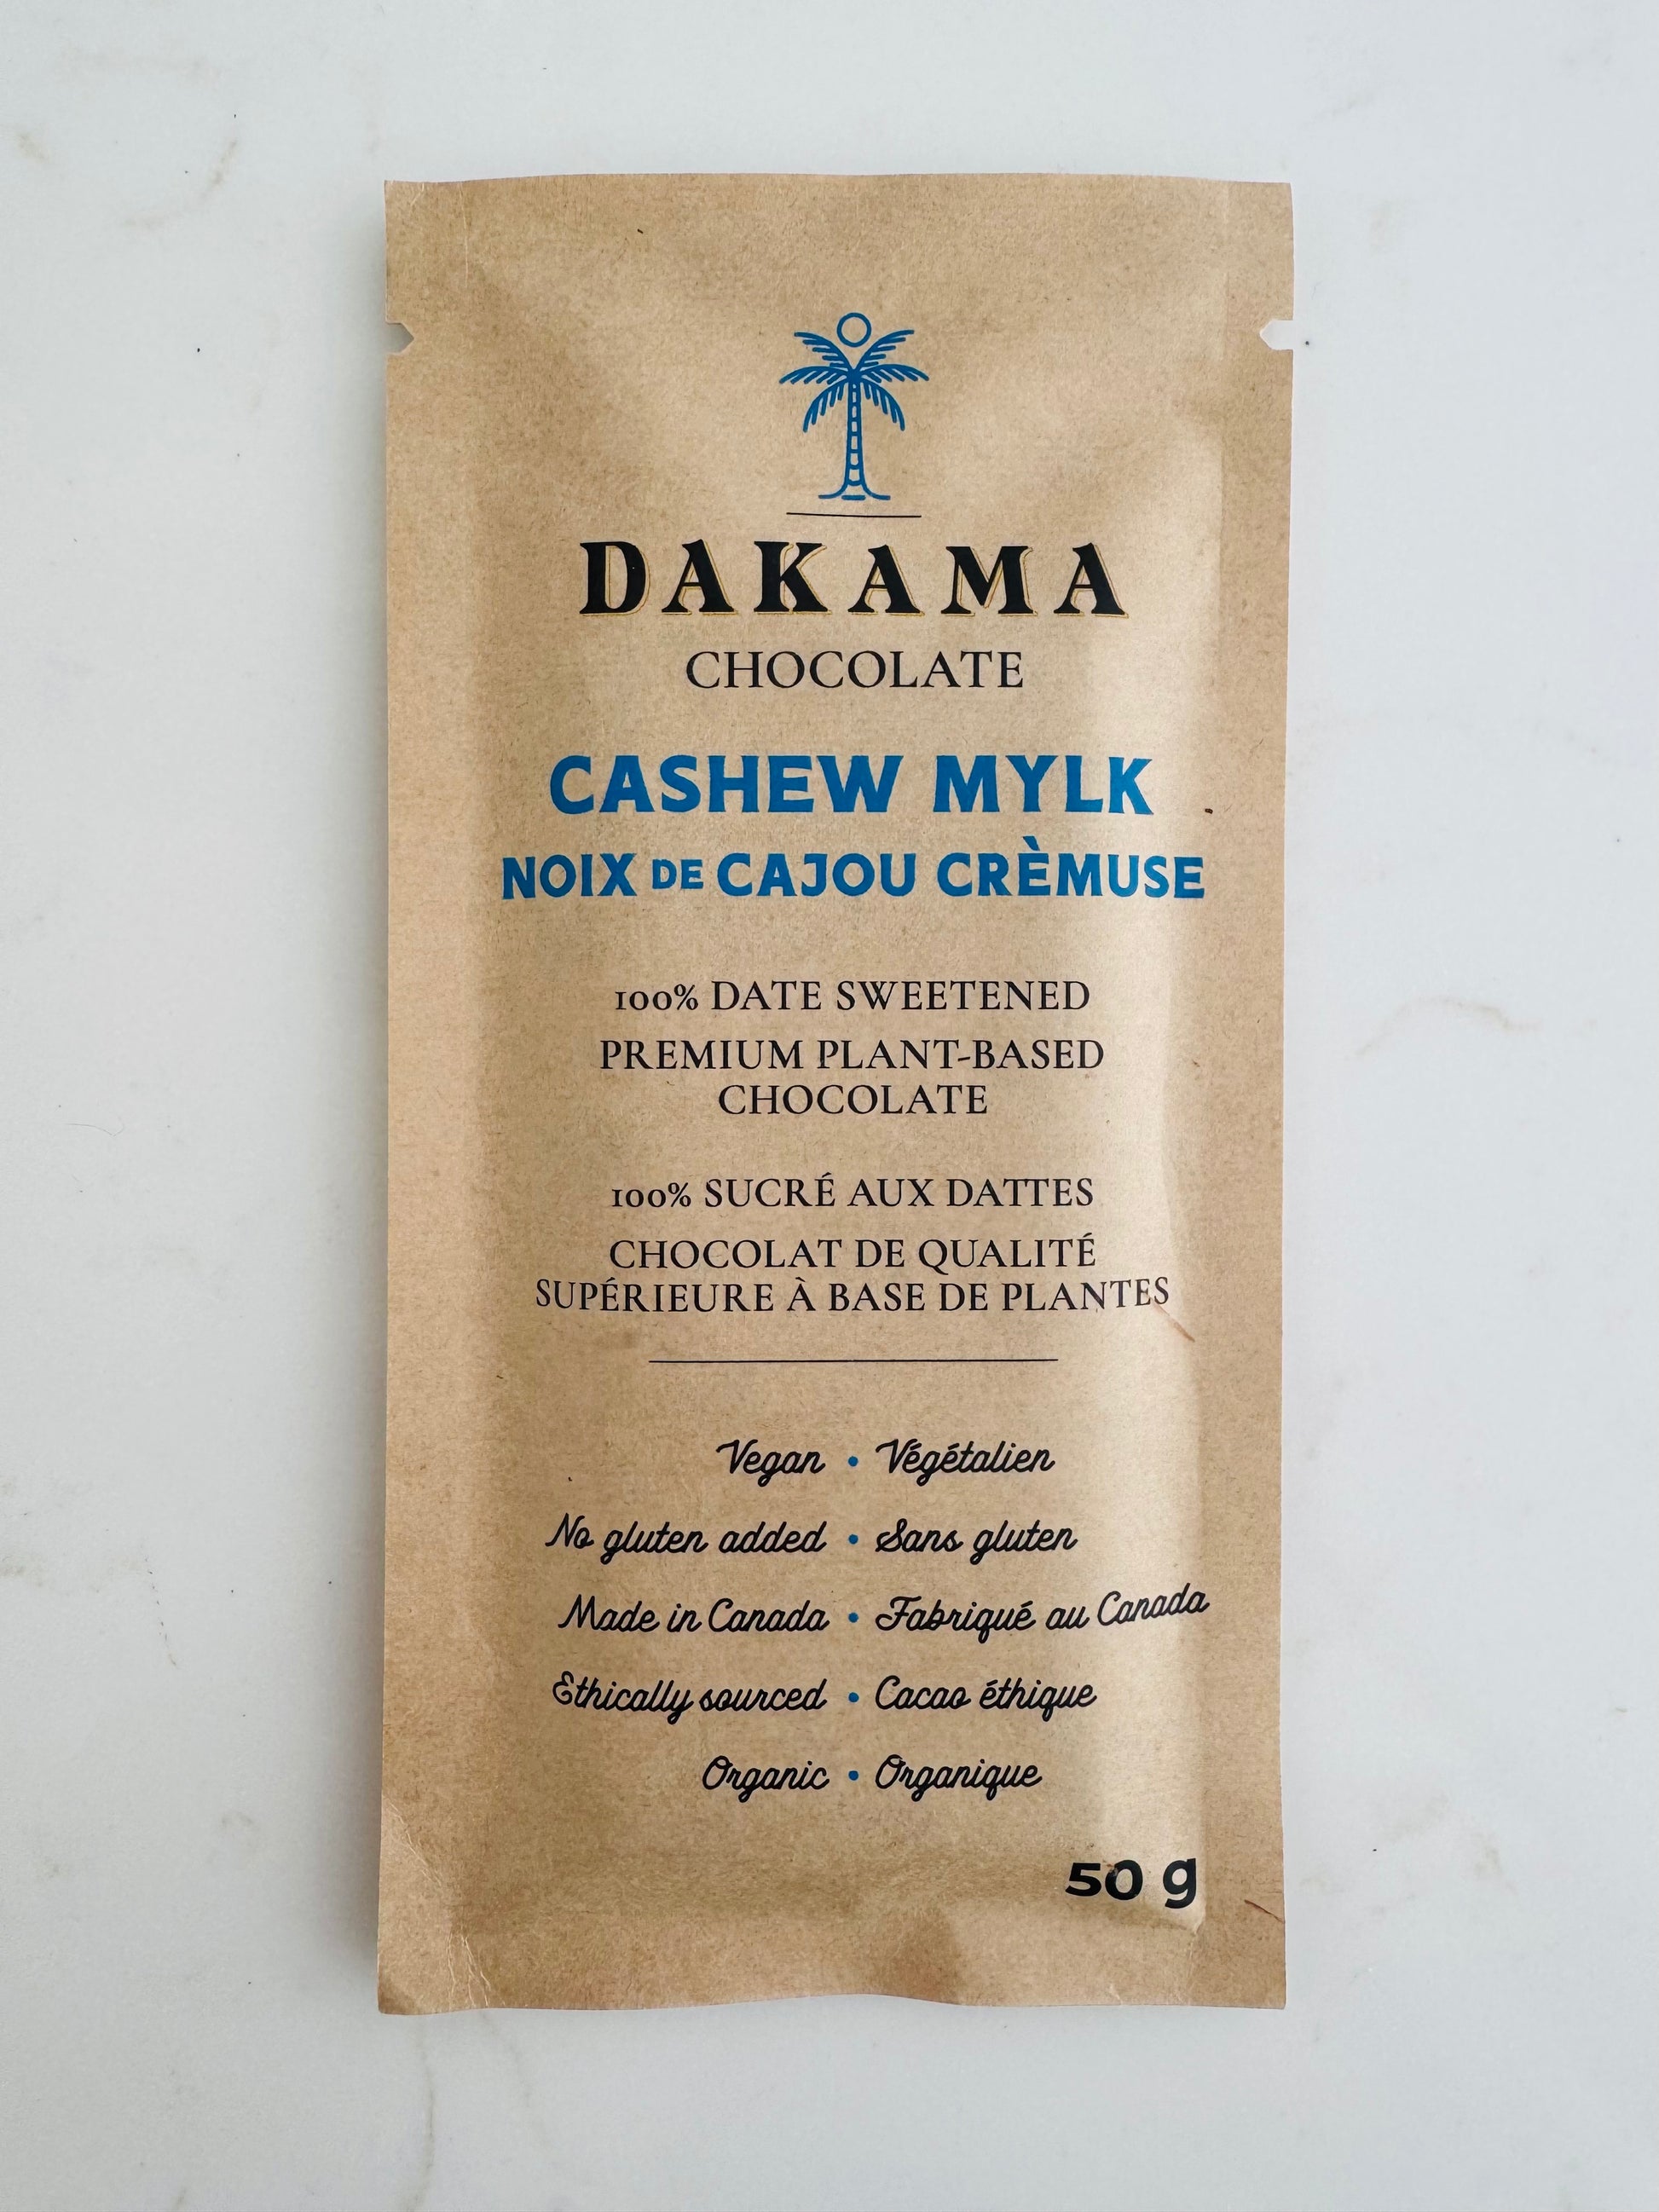 DAKAMA
CHOCOLATE
CASHEW MYLK
NOIX DE CAJOU CRÈMUSE
100% DATE SWEETENED
PREMIUM PLANT-BASED
CHOCOLATE
100% SUCRÉ AUX DATTES
CHOCOLAT DE QUALITÉ
SUPÉRIEURE À BASE DE PLANTES
Vegan • Végétalien
No gluten added • Sans gluten
Made in Canada • Fabriqué au Canada
Ethically sourced • Cacao éthique
Organic • Organique
50 g